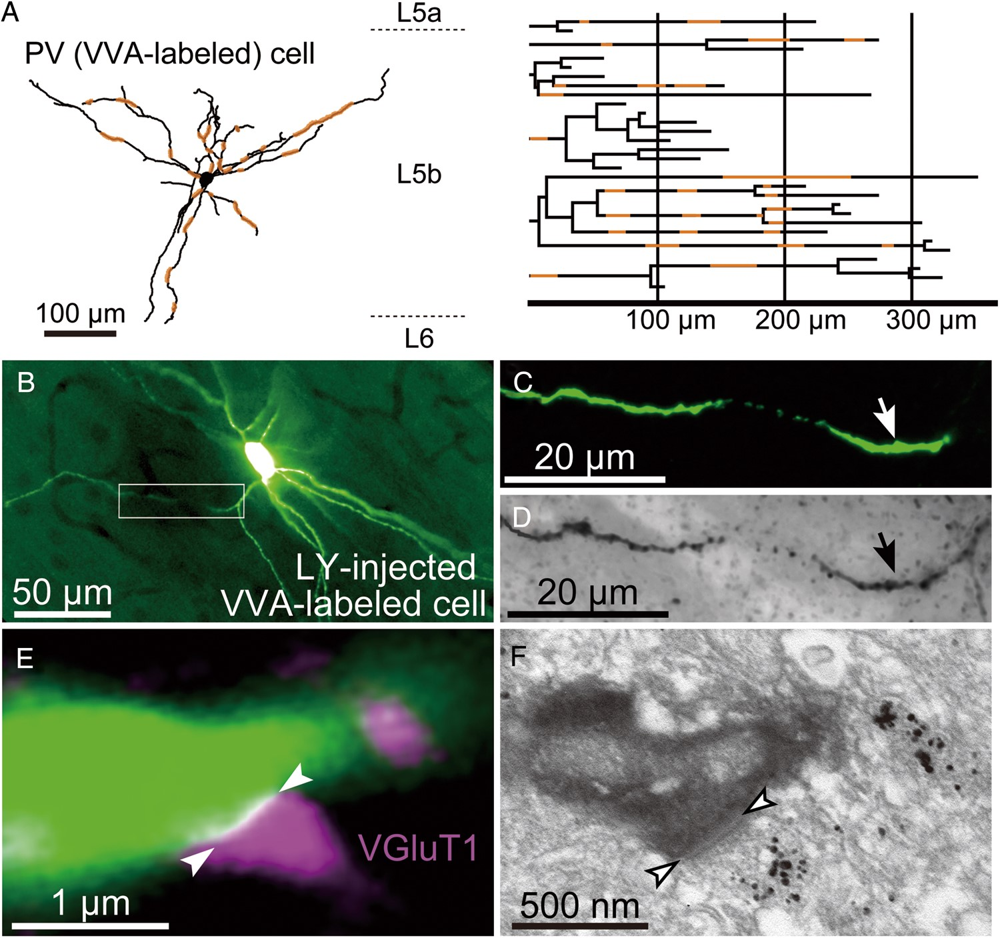 A
PV (VVA-labeled) cell
L5a
L5b
L6
100 µm
100 µm 200 µm 300 µm
B
LY-injected
VVA-labeled cell
50 µm
C
20 µm
D
20 µm
E
VGluT1
1 µm
F
500 nm